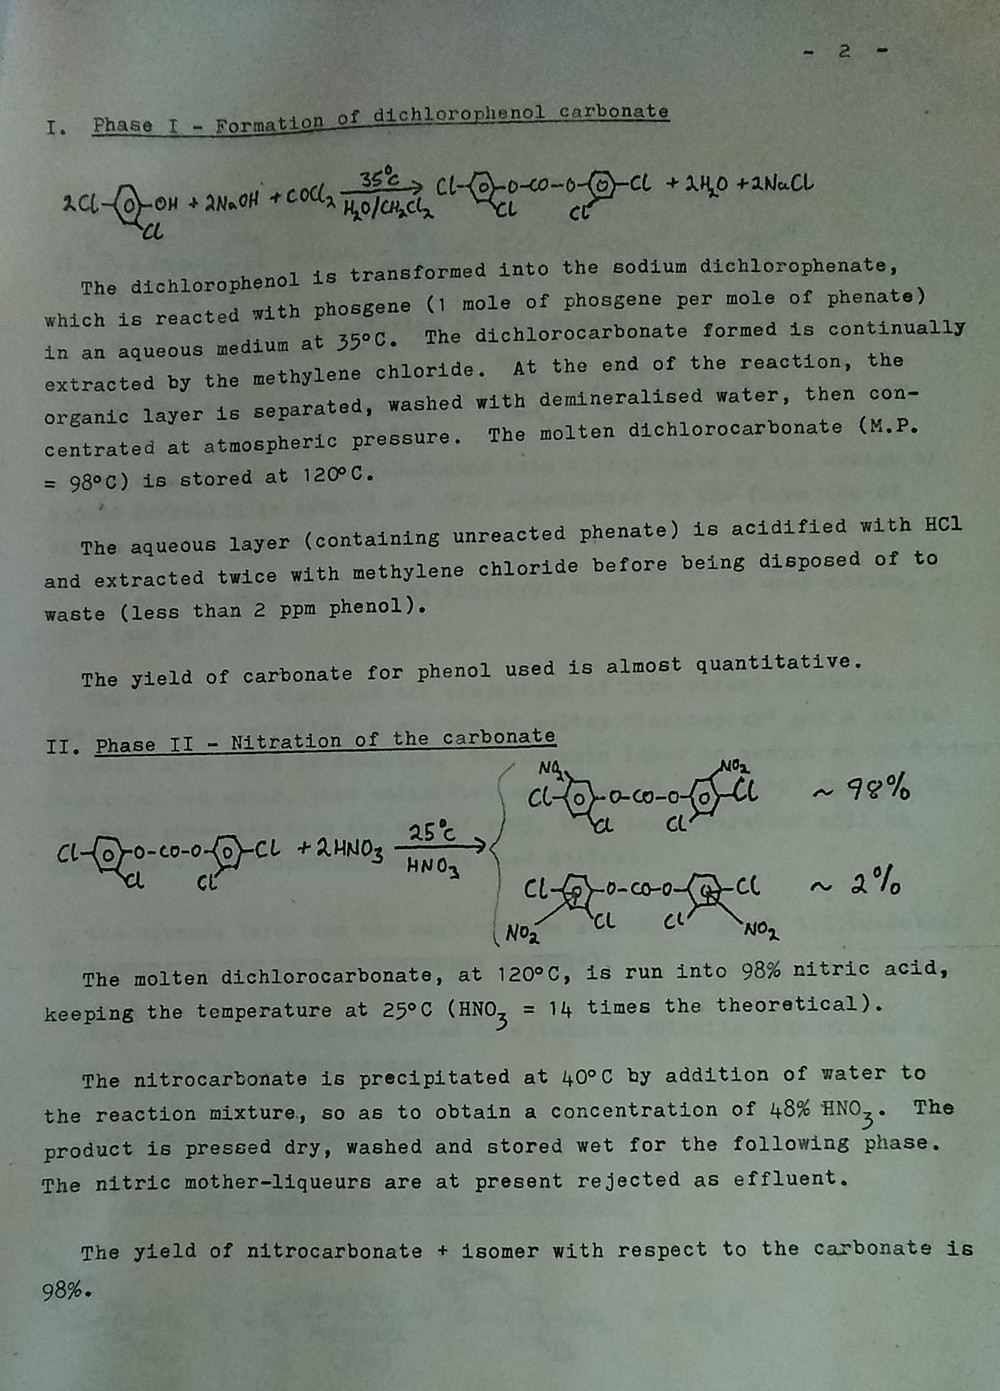 - 2 -
I. Phase I - Formation of dichlorophenol carbonate
2Cl- -OH + 2NaOH + COCl₂ 35°C H₂O/CH₂Cl₂ Cl- -O-CO-O- -Cl + 2H₂O + 2NaCl
Cl Cl Cl
The dichlorophenol is transformed into the sodium dichlorophenate,
which is reacted with phosgene (1 mole of phosgene per mole of phenate)
in an aqueous medium at 35°C. The dichlorocarbonate formed is continually
extracted by the methylene chloride. At the end of the reaction, the
organic layer is separated, washed with demineralised water, then con-
centrated at atmospheric pressure. The molten dichlorocarbonate (M.P.
= 98°C) is stored at 120°C.
The aqueous layer (containing unreacted phenate) is acidified with HCl
and extracted twice with methylene chloride before being disposed of to
waste (less than 2 ppm phenol).
The yield of carbonate for phenol used is almost quantitative.
II. Phase II - Nitration of the carbonate
NO₂ NO₂
Cl- -O-CO-O- -Cl ~ 98%
Cl Cl
Cl- -O-CO-O- -Cl + 2HNO₃ 25°C HNO₃
Cl Cl
Cl- -O-CO-O- -Cl ~ 2%
NO₂ Cl Cl NO₂
The molten dichlorocarbonate, at 120°C, is run into 98% nitric acid,
keeping the temperature at 25°C (HNO₃ = 14 times the theoretical).
The nitrocarbonate is precipitated at 40°C by addition of water to
the reaction mixture, so as to obtain a concentration of 48% HNO₃. The
product is pressed dry, washed and stored wet for the following phase.
The nitric mother-liqueurs are at present rejected as effluent.
The yield of nitrocarbonate + isomer with respect to the carbonate is
98%.